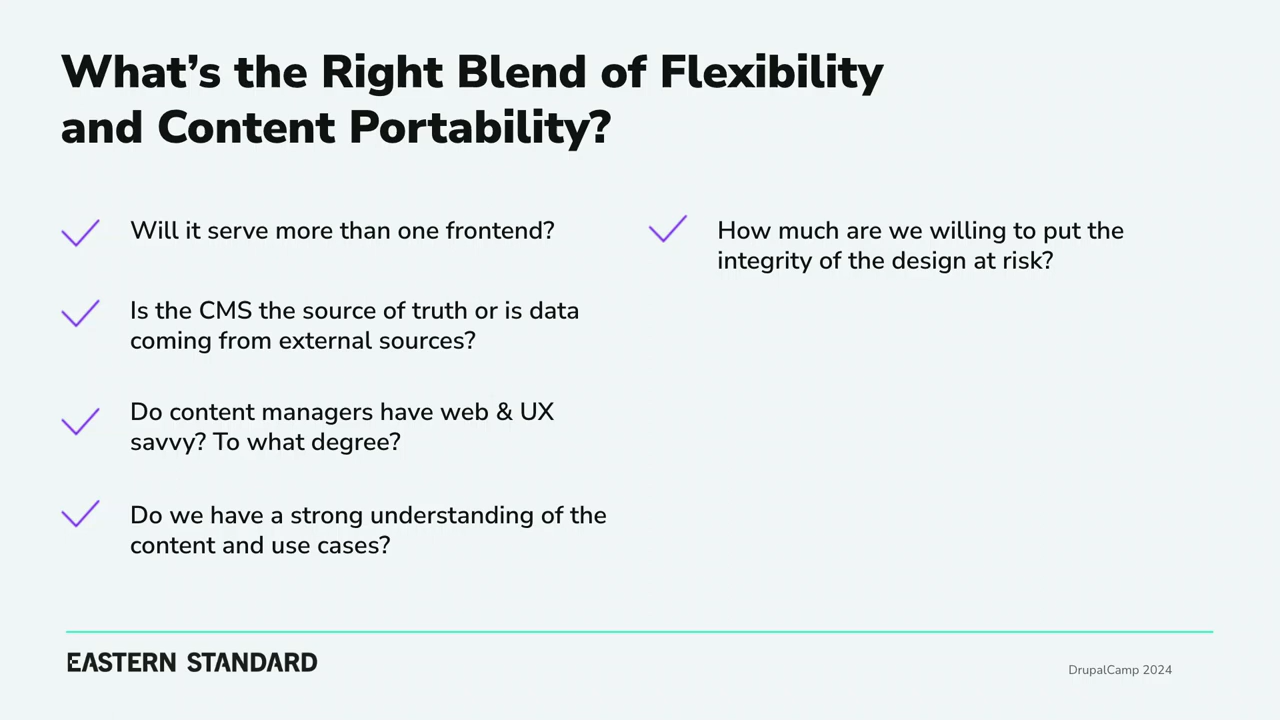 What’s the Right Blend of Flexibility
and Content Portability?
Will it serve more than one frontend?
Is the CMS the source of truth or is data
coming from external sources?
Do content managers have web & UX
savvy? To what degree?
Do we have a strong understanding of the
content and use cases?
How much are we willing to put the
integrity of the design at risk?
EASTERN STANDARD
DrupalCamp 2024